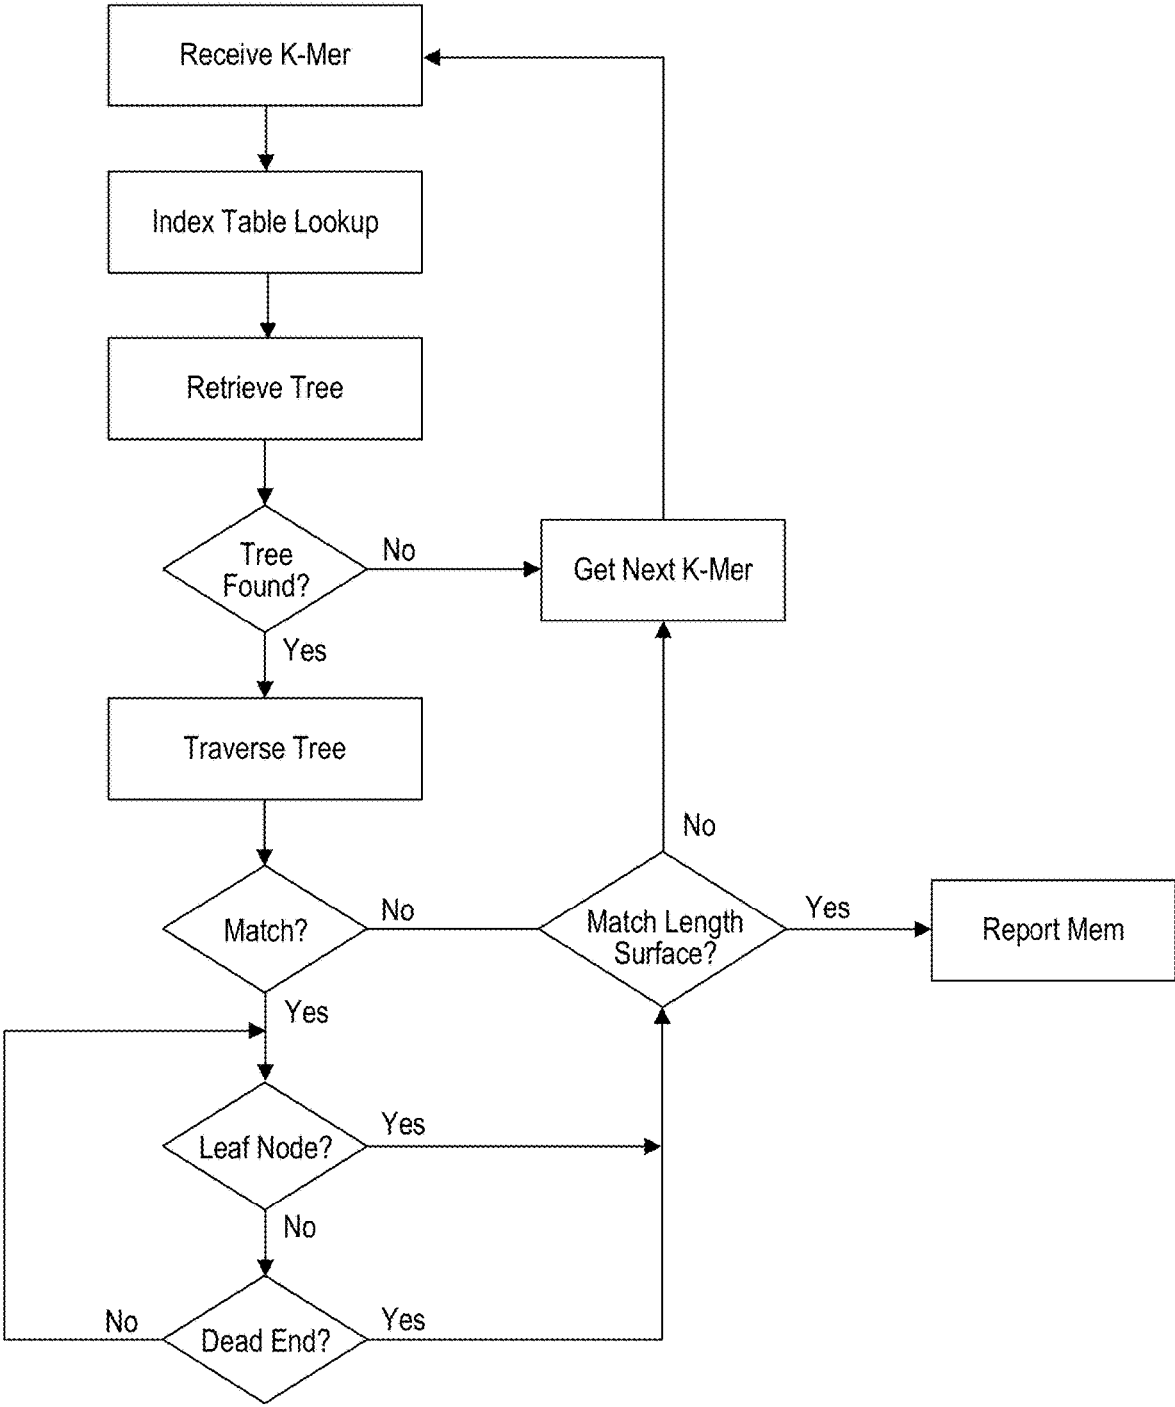 Receive K-Mer
Index Table Lookup
Retrieve Tree
Tree
Found?
No
Get Next K-Mer
Yes
Traverse Tree
No
Match?
No
Match Length
Surface?
Yes
Report Mem
Yes
Leaf Node?
Yes
No
No
Dead End?
Yes